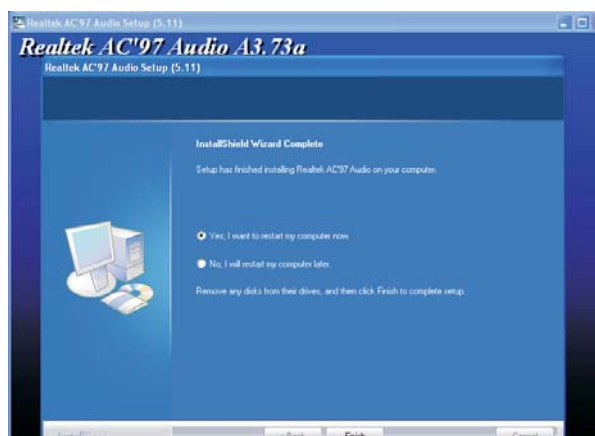 Realtek AC'97 Audio Setup (5.11)
Realtek AC'97 Audio A3.73a
Realtek AC'97 Audio Setup (5.11)
InstallShield Wizard Complete
Setup has finished installing Realtek AC'97 Audio on your computer.
Yes, I want to restart my computer now.
No, I will restart my computer later.
Remove any disks from their drives, and then click Finish to complete setup.
InstallShield
< Back Finish Cancel